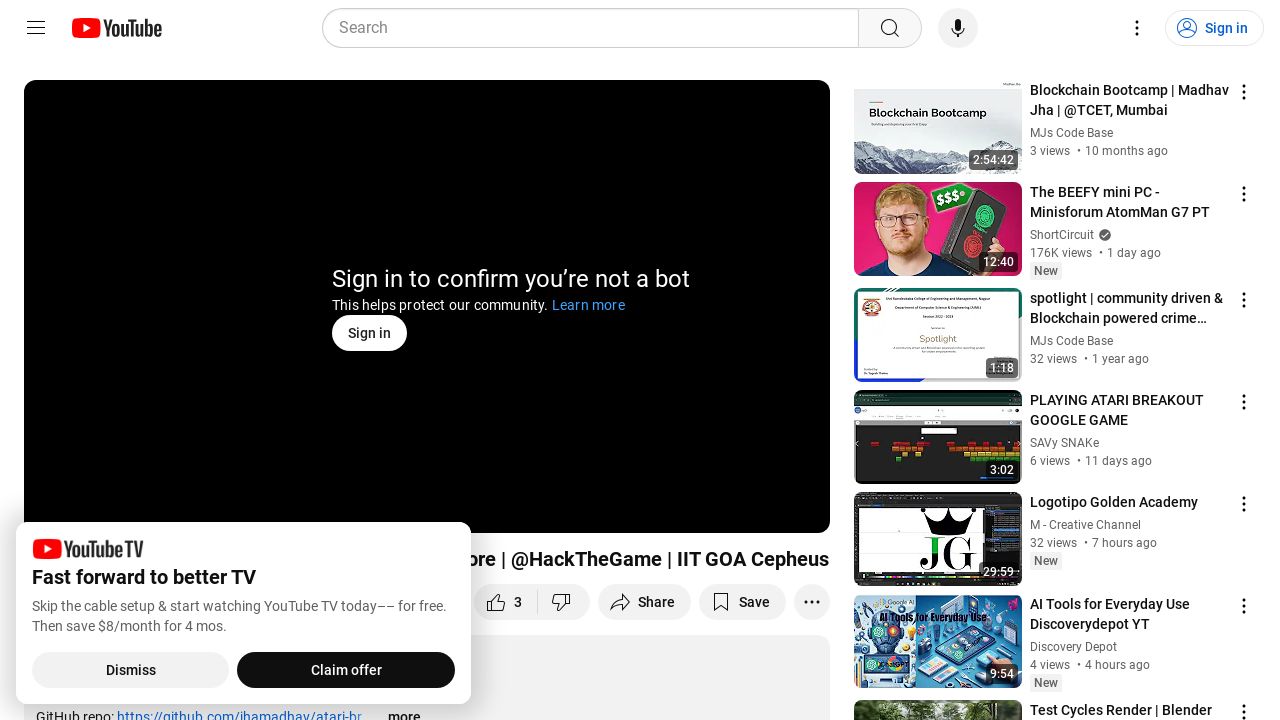 YouTube
Search
Sign in
Sign in to confirm you're not a bot
This helps protect our community. Learn more
Sign in
ore | @HackTheGame | IIT GOA Cepheus
3
Share
Save
GitHub repo: https://github.com/jhamadhav/atari-br
...more
YouTube TV
Fast forward to better TV
Skip the cable setup & start watching YouTube TV today–– for free.
Then save $8/month for 4 mos.
Dismiss
Claim offer
Blockchain Bootcamp
2:54:42
Blockchain Bootcamp | Madhav
Jha | @TCET, Mumbai
MJs Code Base
3 views • 10 months ago
$$$
12:40
The BEEFY mini PC -
Minisforum AtomMan G7 PT
ShortCircuit
176K views • 1 day ago
New
Spotlight
1:18
spotlight | community driven &
Blockchain powered crime...
MJs Code Base
32 views • 1 year ago
3:02
PLAYING ATARI BREAKOUT
GOOGLE GAME
SAVy SNAKe
6 views • 11 days ago
JG
29:59
Logotipo Golden Academy
M - Creative Channel
32 views • 7 hours ago
New
Google AI
AI Tools for Everyday Use
ChatGPT
9:54
AI Tools for Everyday Use
Discoverydepot YT
Discovery Depot
4 views • 4 hours ago
New
Test Cycles Render | Blender